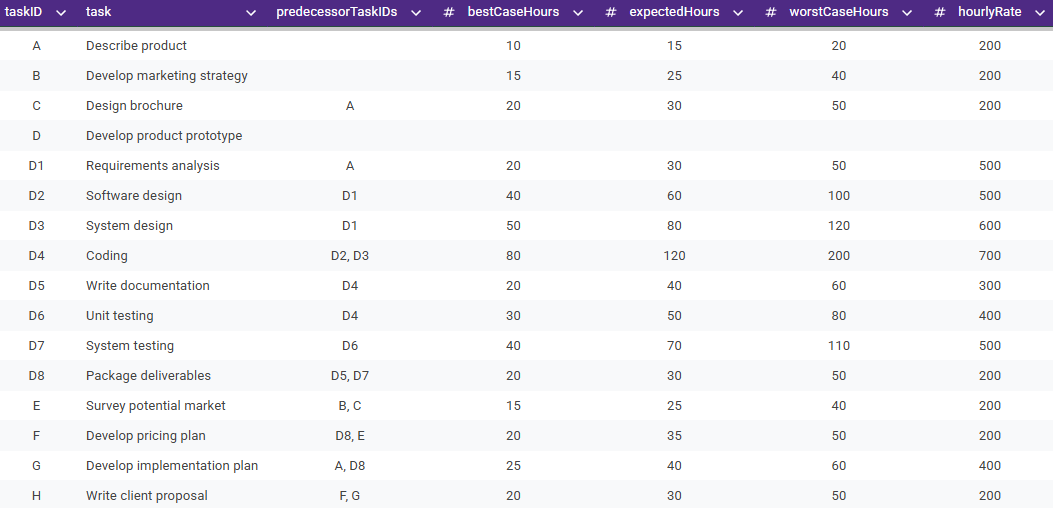 taskID task predecessorTaskIDs # bestCaseHours # expectedHours # worstCaseHours # hourlyRate
A Describe product 10 15 20 200
B Develop marketing strategy 15 25 40 200
C Design brochure A 20 30 50 200
D Develop product prototype
D1 Requirements analysis A 20 30 50 500
D2 Software design D1 40 60 100 500
D3 System design D1 50 80 120 600
D4 Coding D2, D3 80 120 200 700
D5 Write documentation D4 20 40 60 300
D6 Unit testing D4 30 50 80 400
D7 System testing D6 40 70 110 500
D8 Package deliverables D5, D7 20 30 50 200
E Survey potential market B, C 15 25 40 200
F Develop pricing plan D8, E 20 35 50 200
G Develop implementation plan A, D8 25 40 60 400
H Write client proposal F, G 20 30 50 200